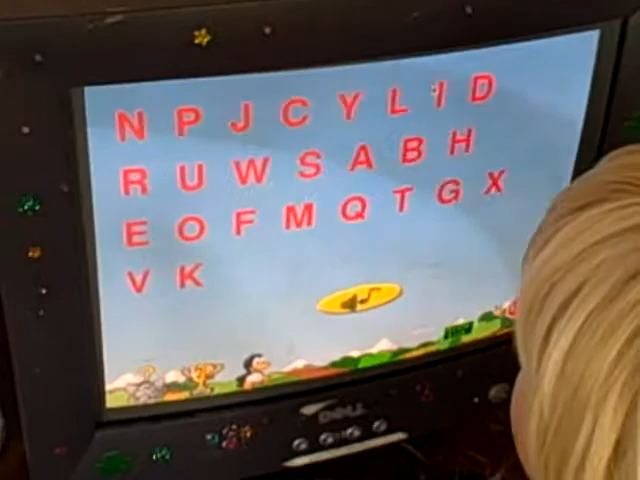 N P J C Y L I D
R U W S A B H
E O F M Q T G X
V K
DELL